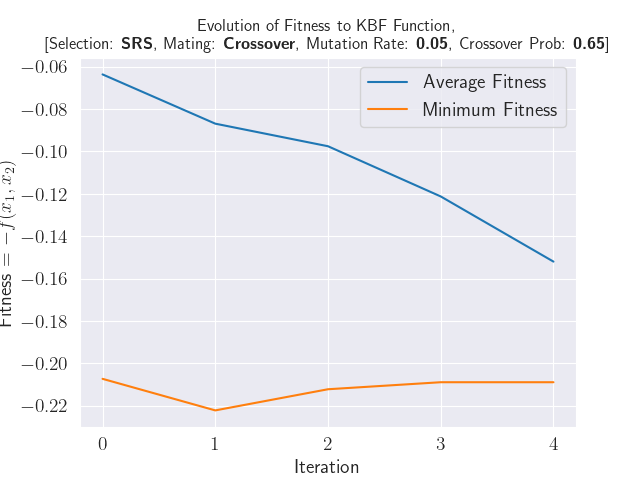 Evolution of Fitness to KBF Function,
[Selection: SRS, Mating: Crossover, Mutation Rate: 0.05, Crossover Prob: 0.65]
Average Fitness
Minimum Fitness
Fitness = −f(x₁, x₂)
−0.06
−0.08
−0.10
−0.12
−0.14
−0.16
−0.18
−0.20
−0.22
0 1 2 3 4
Iteration